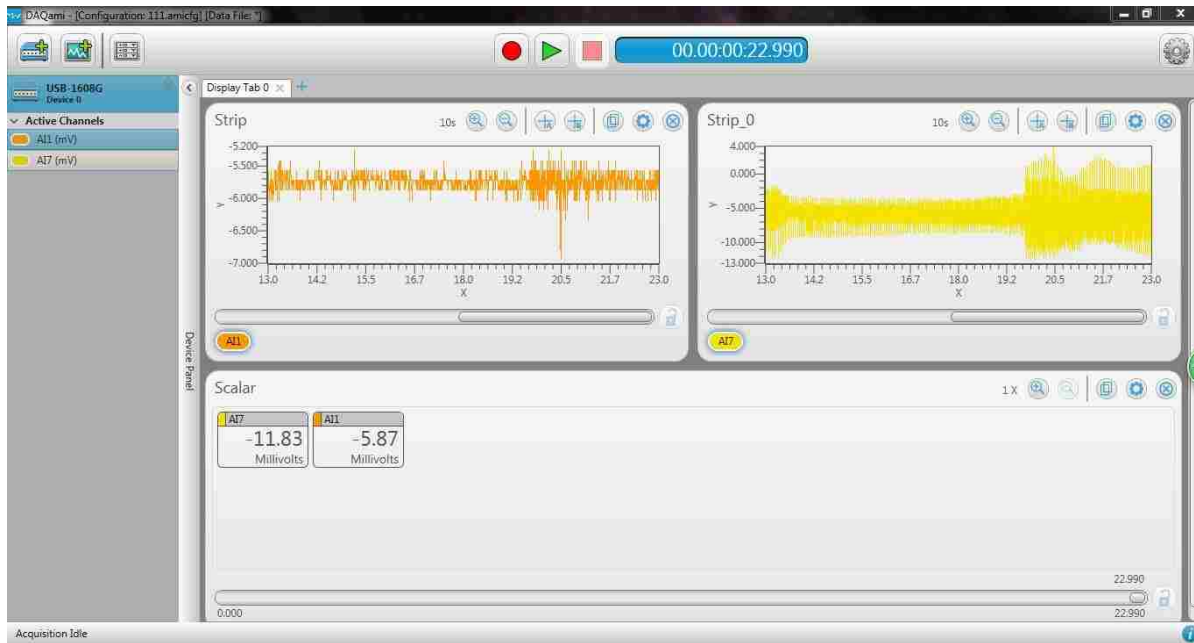 DAQami - [Configuration: 111.amicfg] [Data File: *]
00.00:00:22.990
USB-1608G
Device 0
Active Channels
AI1 (mV)
AI7 (mV)
Device Panel
Display Tab 0
Strip
10s
-5.200
-5.500
-6.000
-6.500
-7.000
Y
13.0 14.2 15.5 16.7 18.0 19.2 20.5 21.7 23.0
X
AI1
Strip_0
10s
4.000
0.000
-5.000
-10.000
-13.000
Y
13.0 14.2 15.5 16.7 18.0 19.2 20.5 21.7 23.0
X
AI7
Scalar
1 X
AI7
-11.83
Millivolts
AI1
-5.87
Millivolts
22.990
0.000 22.990
Acquisition Idle